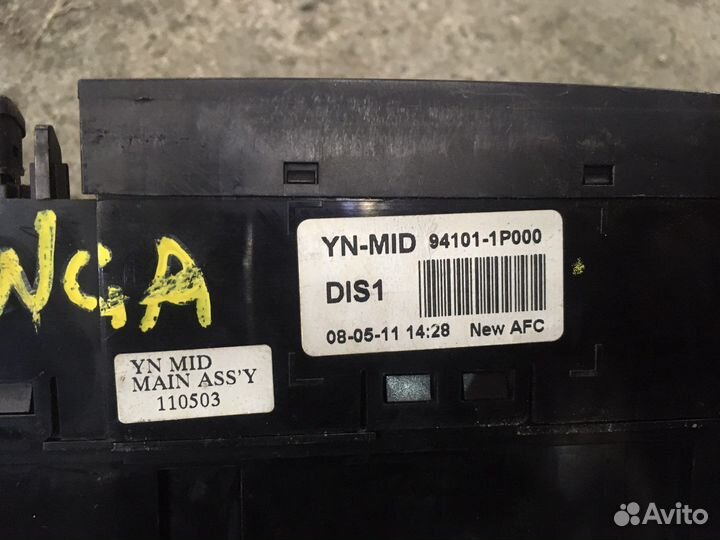 YN-MID 94101-1P000
DIS1
08-05-11 14:28 New AFC
NGA
YN MID
MAIN ASS'Y
110503
Avito